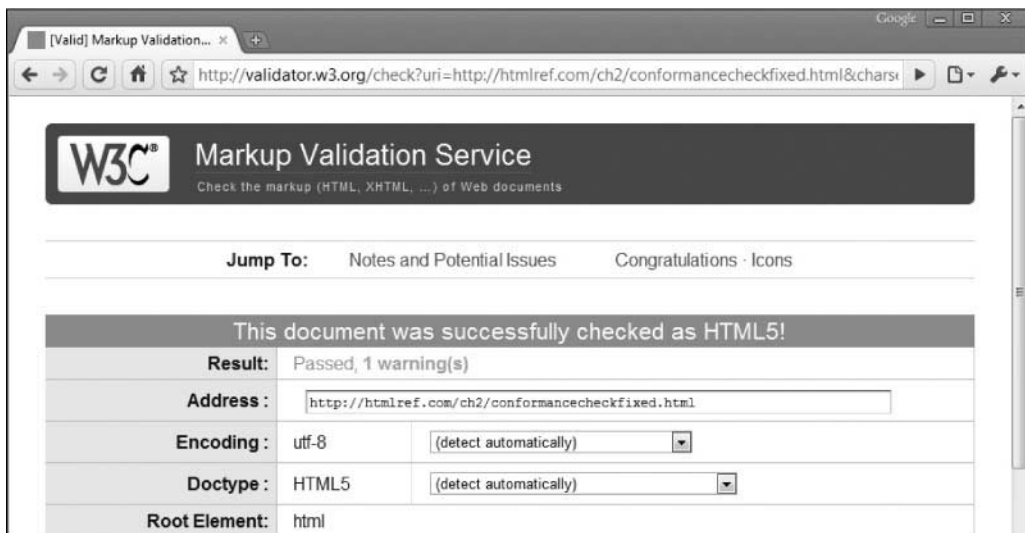 Google
[Valid] Markup Validation...
http://validator.w3.org/check?uri=http://htmlref.com/ch2/conformancecheckfixed.html&charse
W3C®
Markup Validation Service
Check the markup (HTML, XHTML, ...) of Web documents
Jump To: Notes and Potential Issues Congratulations · Icons
This document was successfully checked as HTML5!
Result: Passed, 1 warning(s)
Address : http://htmlref.com/ch2/conformancecheckfixed.html
Encoding : utf-8 (detect automatically)
Doctype : HTML5 (detect automatically)
Root Element: html